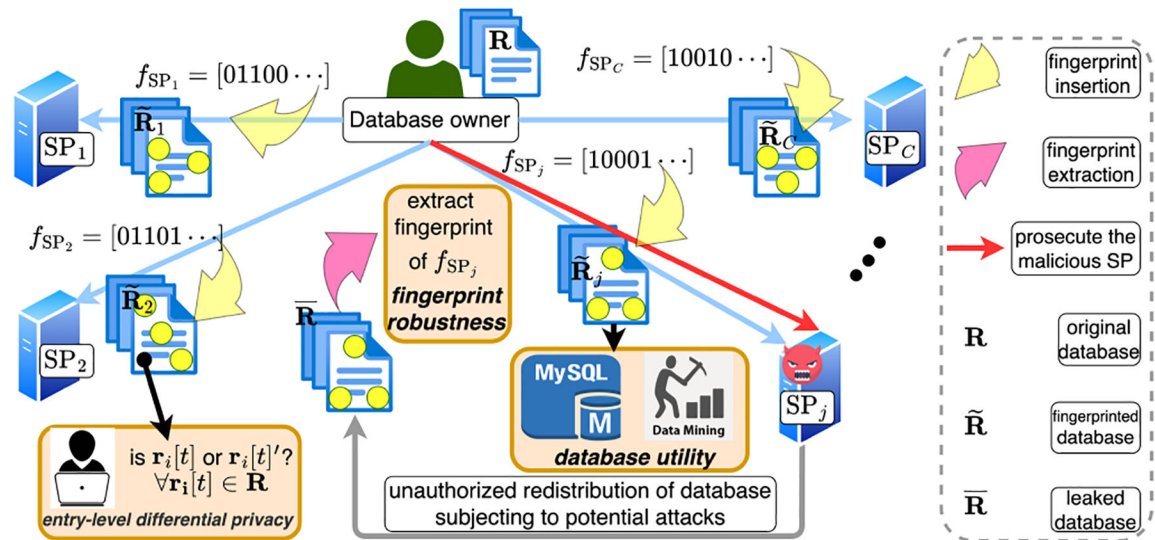 R
f_SP₁ = [01100 ⋯]
f_SP_C = [10010 ⋯]
fingerprint
insertion
R̃₁
Database owner
R̃_C
SP₁
SP_C
f_SP_j = [10001 ⋯]
fingerprint
extraction
extract
fingerprint
of f_SP_j
fingerprint
robustness
f_SP₂ = [01101 ⋯]
prosecute the
malicious SP
R̃_j
R̃₂
R̅
SP₂
R original
database
MySQL
M
Data Mining
SP_j
database utility
R̃ fingerprinted
database
is r_i[t] or r_i[t]′?
∀r_i[t] ∈ R
entry-level differential privacy
unauthorized redistribution of database
subjecting to potential attacks
R̅ leaked
database